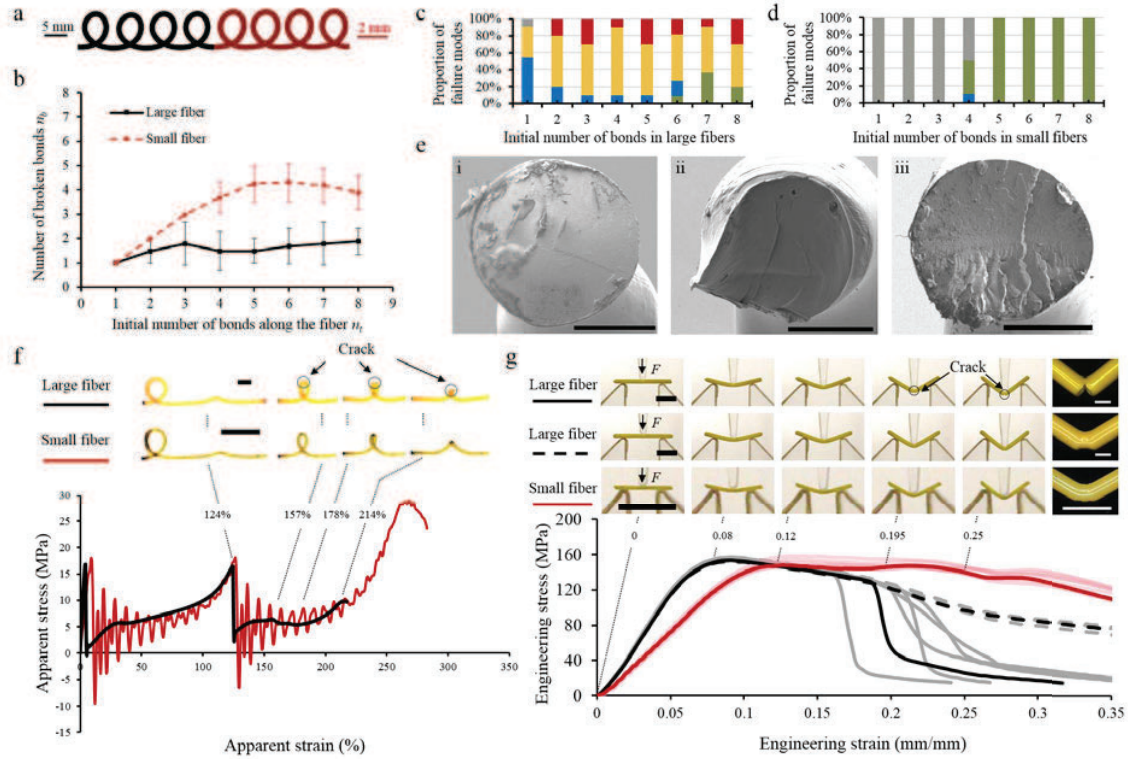 a
5 mm
2 mm
b
Number of broken bonds nb
8
7
6
5
4
3
2
1
0
Large fiber
Small fiber
0 1 2 3 4 5 6 7 8 9
Initial number of bonds along the fiber nt
c
Proportion of
failure modes
100%
80%
60%
40%
20%
0%
1 2 3 4 5 6 7 8
Initial number of bonds in large fibers
d
Proportion of
failure modes
100%
80%
60%
40%
20%
0%
1 2 3 4 5 6 7 8
Initial number of bonds in small fibers
e
i
ii
iii
f
Crack
Large fiber
Small fiber
124%
157%
178%
214%
Apparent stress (MPa)
30
25
20
15
10
5
0
-5
-10
-15
50 100 150 200 250 300 350
Apparent strain (%)
g
Large fiber
F
Crack
Large fiber
F
Small fiber
F
0
0.08
0.12
0.195
0.25
Engineering stress (MPa)
200
160
120
80
40
0
0 0.05 0.1 0.15 0.2 0.25 0.3 0.35
Engineering strain (mm/mm)